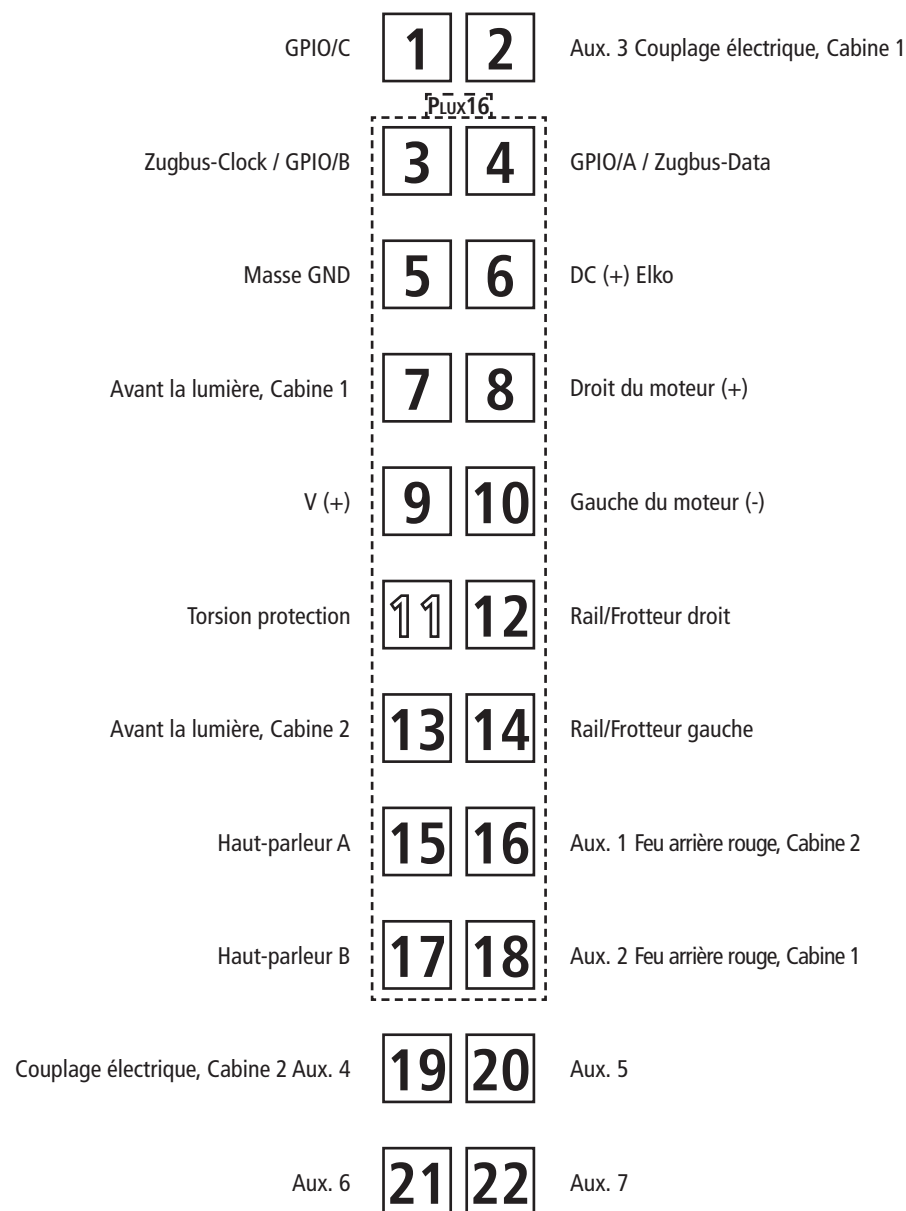 GPIO/C 1 2 Aux. 3 Couplage électrique, Cabine 1
PLUX16
Zugbus-Clock / GPIO/B 3 4 GPIO/A / Zugbus-Data
Masse GND 5 6 DC (+) Elko
Avant la lumière, Cabine 1 7 8 Droit du moteur (+)
V (+) 9 10 Gauche du moteur (-)
Torsion protection 11 12 Rail/Frotteur droit
Avant la lumière, Cabine 2 13 14 Rail/Frotteur gauche
Haut-parleur A 15 16 Aux. 1 Feu arrière rouge, Cabine 2
Haut-parleur B 17 18 Aux. 2 Feu arrière rouge, Cabine 1
Couplage électrique, Cabine 2 Aux. 4 19 20 Aux. 5
Aux. 6 21 22 Aux. 7